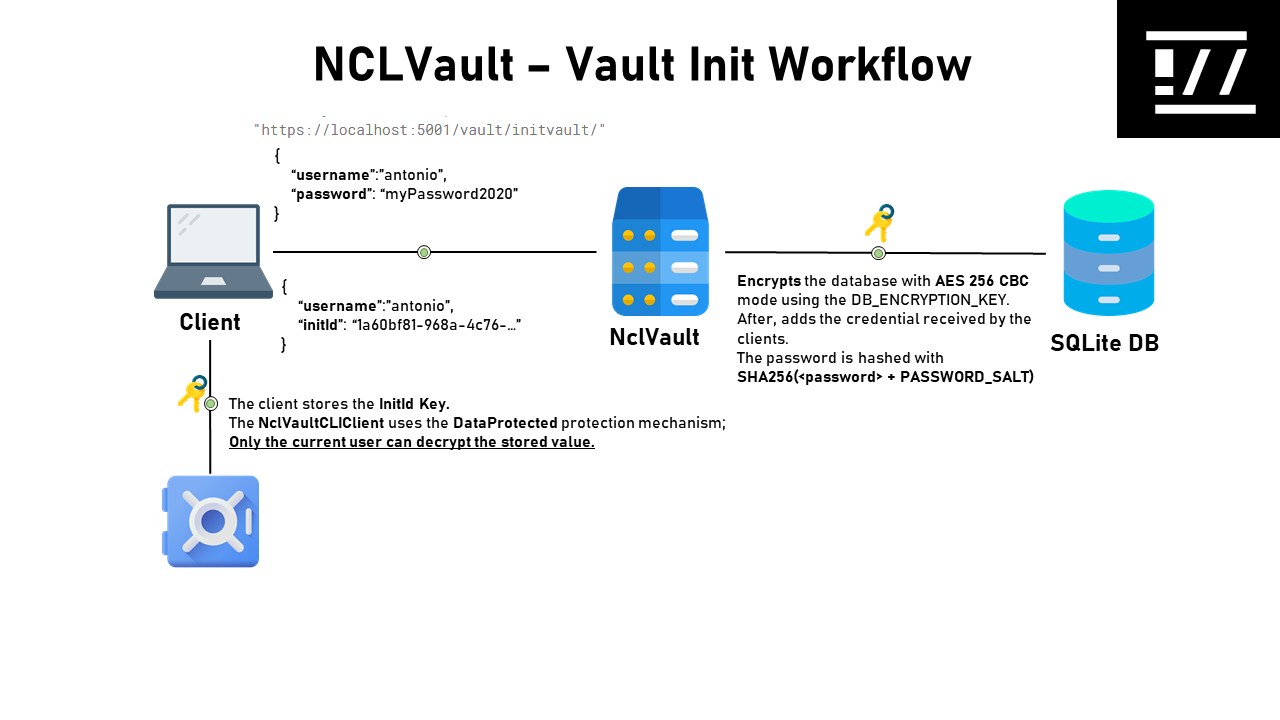 NCLVault – Vault Init Workflow
"https://localhost:5001/vault/initvault/"
{
“username”:”antonio”,
“password”: “myPassword2020”
}
{
“username”:”antonio”,
“initId”: “1a60bf81-968a-4c76-…”
}
Client
NclVault
Encrypts the database with AES 256 CBC
mode using the DB_ENCRYPTION_KEY.
After, adds the credential received by the
clients.
The password is hashed with
SHA256(<password> + PASSWORD_SALT)
SQLite DB
The client stores the InitId Key.
The NclVaultCLIClient uses the DataProtected protection mechanism;
Only the current user can decrypt the stored value.